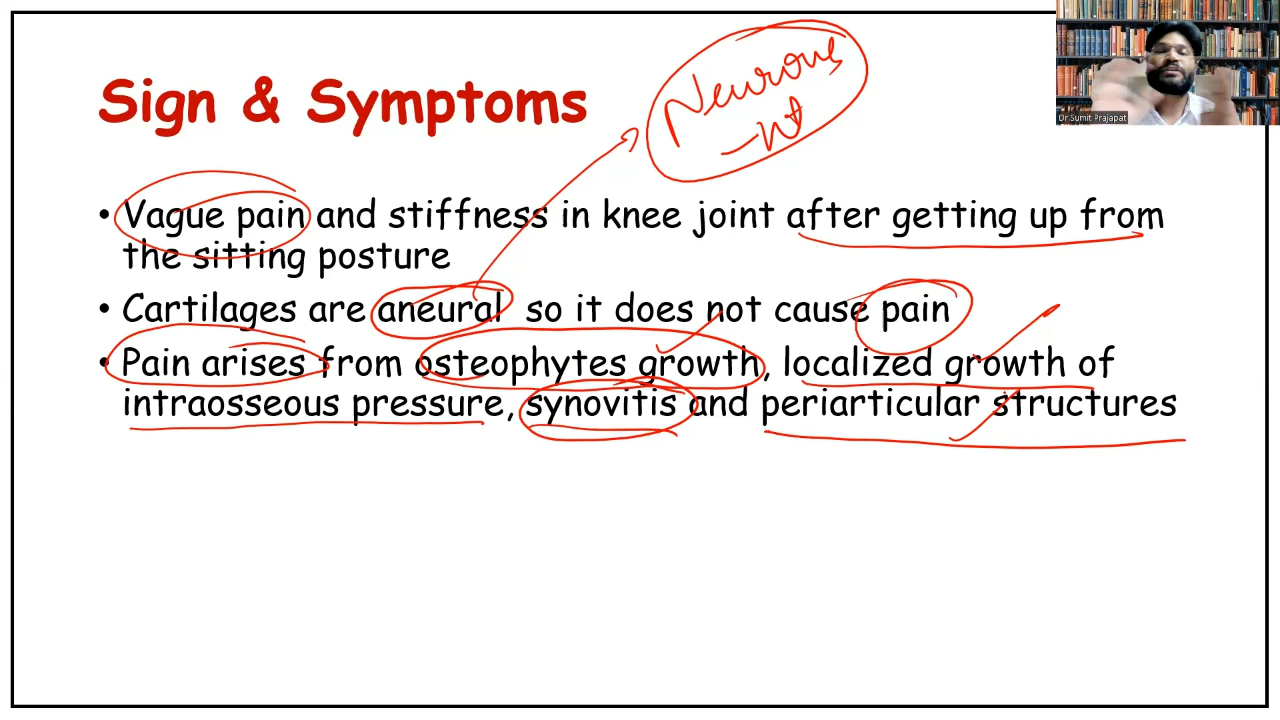 Sign & Symptoms
Neurons
Dr Sumit Prajapat
• Vague pain and stiffness in knee joint after getting up from
the sitting posture
• Cartilages are aneural so it does not cause pain
• Pain arises from osteophytes growth, localized growth of
intraosseous pressure, synovitis and periarticular structures